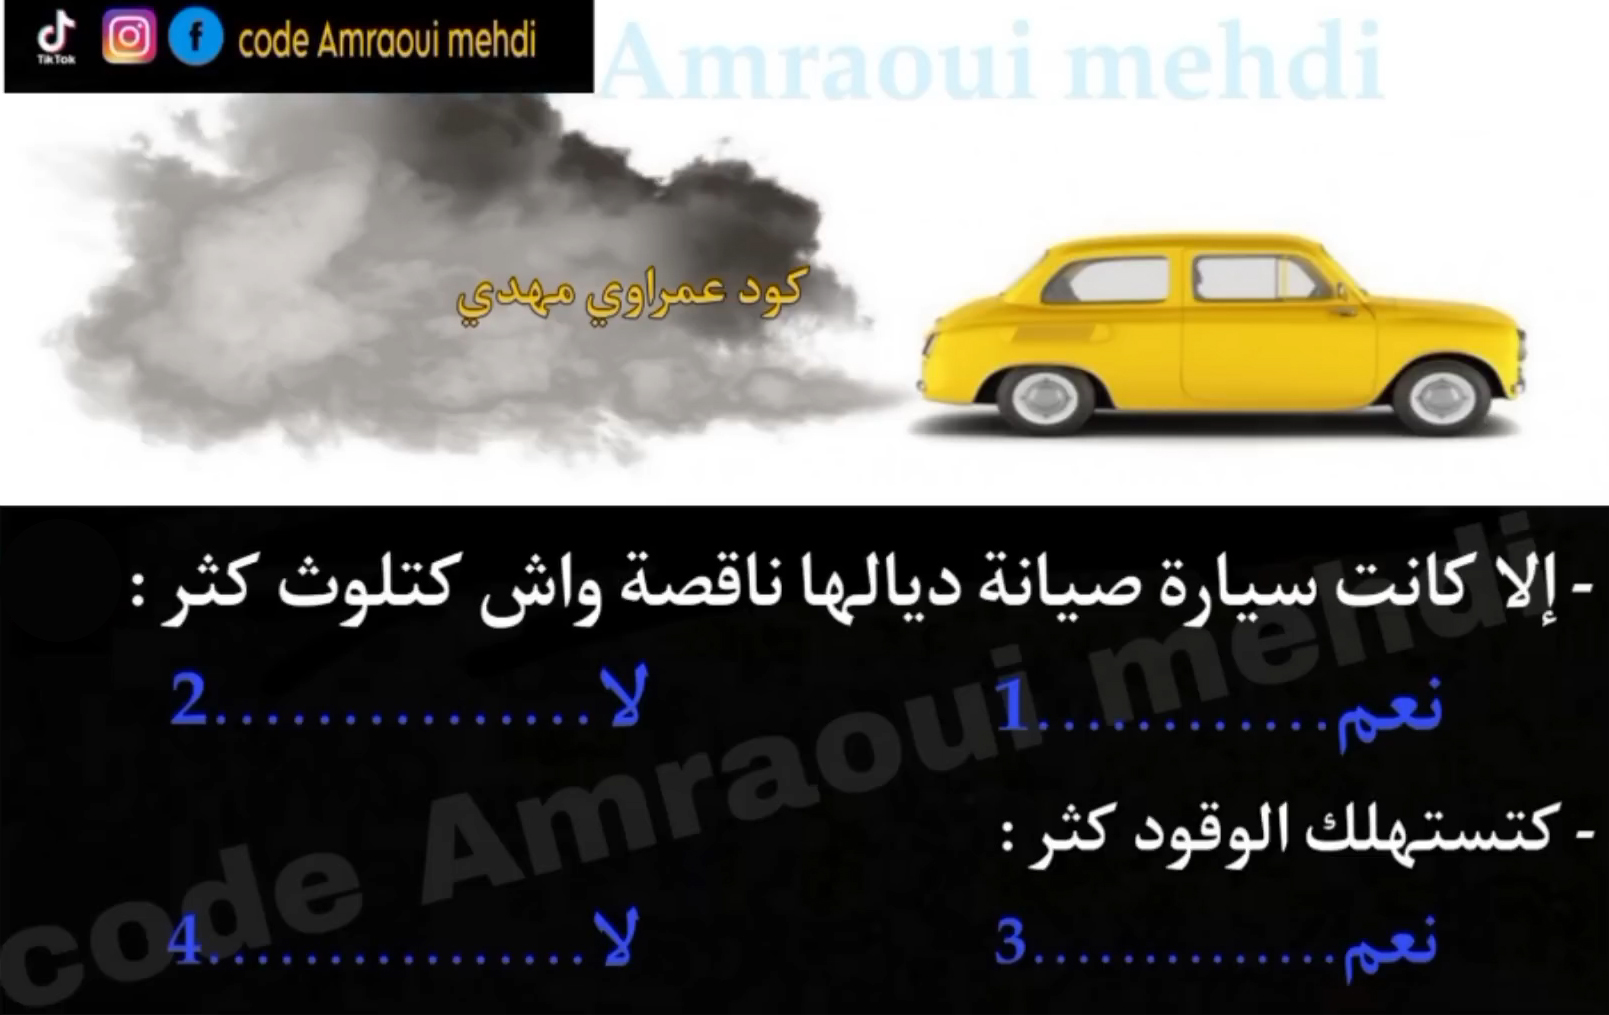 TikTok
code Amraoui mehdi
Amraoui mehdi
كود عمراوي مهدي
- إلا كانت سيارة صيانة ديالها ناقصة واش كتلوث كثر :
نعم.............1 لا................2
- كتستهلك الوقود كثر :
نعم..............3 لا................4
code Amraoui mehdi